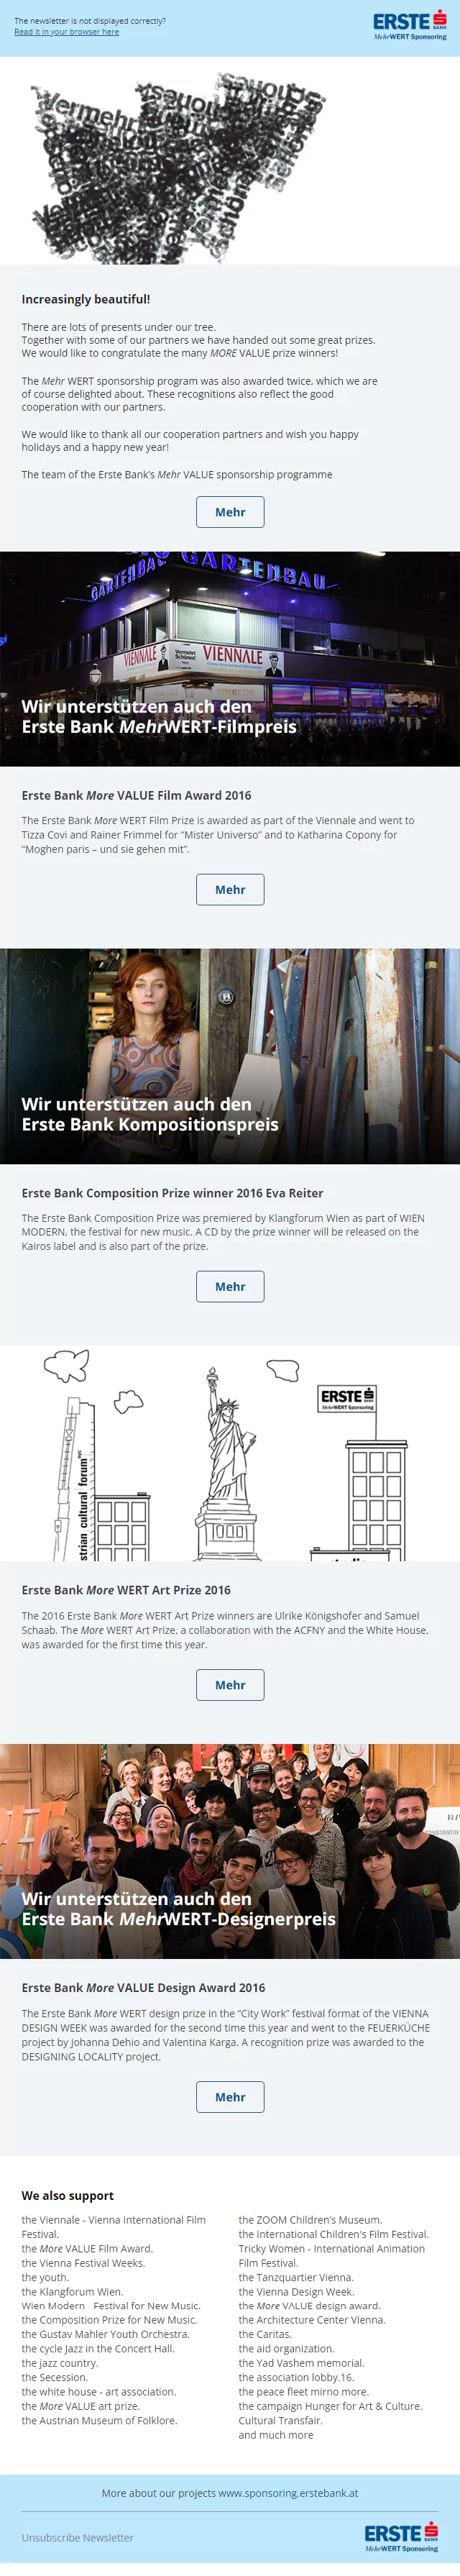 The newsletter is not displayed correctly?
Read it in your browser here
ERSTE BANK
MehrWERT Sponsoring
Increasingly beautiful!
There are lots of presents under our tree.
Together with some of our partners we have handed out some great prizes.
We would like to congratulate the many MORE VALUE prize winners!
The Mehr WERT sponsorship program was also awarded twice, which we are
of course delighted about. These recognitions also reflect the good
cooperation with our partners.
We would like to thank all our cooperation partners and wish you happy
holidays and a happy new year!
The team of the Erste Bank's Mehr VALUE sponsorship programme
Mehr
GARTENBAU
GARTENBAU
VIENNALE
Vermehrt Schönes!
VIENNALE
Wir unterstützen auch den
Erste Bank MehrWERT-Filmpreis
Erste Bank More VALUE Film Award 2016
The Erste Bank More WERT Film Prize is awarded as part of the Viennale and went to
Tizza Covi and Rainer Frimmel for “Mister Universo” and to Katharina Copony for
“Moghen paris – und sie gehen mit”.
Mehr
Wir unterstützen auch den
Erste Bank Kompositionspreis
Erste Bank Composition Prize winner 2016 Eva Reiter
The Erste Bank Composition Prize was premiered by Klangforum Wien as part of WIEN
MODERN, the festival for new music. A CD by the prize winner will be released on the
Kairos label and is also part of the prize.
Mehr
ERSTE BANK
MehrWERT Sponsoring
strian cultural forum
Erste Bank More WERT Art Prize 2016
The 2016 Erste Bank More WERT Art Prize winners are Ulrike Königshofer and Samuel
Schaab. The More WERT Art Prize, a collaboration with the ACFNY and the White House,
was awarded for the first time this year.
Mehr
Wir unterstützen auch den
Erste Bank MehrWERT-Designerpreis
Erste Bank More VALUE Design Award 2016
The Erste Bank More WERT design prize in the “City Work” festival format of the VIENNA
DESIGN WEEK was awarded for the second time this year and went to the FEUERKÜCHE
project by Johanna Dehio and Valentina Karga. A recognition prize was awarded to the
DESIGNING LOCALITY project.
Mehr
We also support
the Viennale - Vienna International Film
Festival.
the More VALUE Film Award.
the Vienna Festival Weeks.
the youth.
the Klangforum Wien.
Wien Modern Festival for New Music.
the Composition Prize for New Music.
the Gustav Mahler Youth Orchestra.
the cycle Jazz in the Concert Hall.
the jazz country.
the Secession.
the white house - art association.
the More VALUE art prize.
the Austrian Museum of Folklore.
the ZOOM Children's Museum.
the International Children's Film Festival.
Tricky Women - International Animation
Film Festival.
the Tanzquartier Vienna.
the Vienna Design Week.
the More VALUE design award.
the Architecture Center Vienna.
the Caritas.
the aid organization.
the Yad Vashem memorial.
the association lobby.16.
the peace fleet mirno more.
the campaign Hunger for Art & Culture.
Cultural Transfair.
and much more
More about our projects www.sponsoring.erstebank.at
Unsubscribe Newsletter
ERSTE BANK
MehrWERT Sponsoring